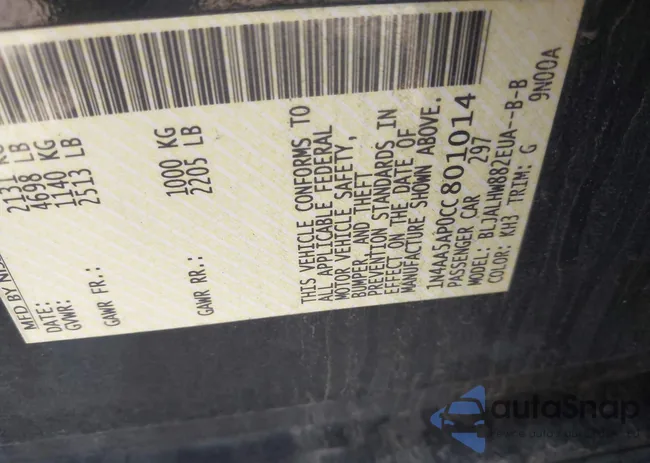 MFD BY NIS
DATE:
GVWR: 2131 KG
4698 LB
GAWR FR.: 1140 KG
2513 LB
GAWR RR.: 1000 KG
2205 LB
THIS VEHICLE CONFORMS TO
ALL APPLICABLE FEDERAL
MOTOR VEHICLE SAFETY,
BUMPER, AND THEFT
PREVENTION STANDARDS IN
EFFECT ON THE DATE OF
MANUFACTURE SHOWN ABOVE.
1N4AA5AP0CC801014
PASSENGER CAR 297
MODEL: BLJALHW882EUA--B-B
COLOR: KH3 TRIM: G 9N00A
autoSnap